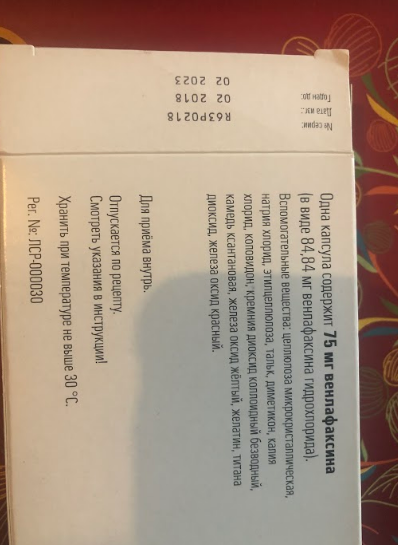 № серии: R63P0218
Дата изг.: 02 2018
Годен до: 02 2023
Одна капсула содержит 75 мг венлафаксина
(в виде 84,84 мг венлафаксина гидрохлорида).
Вспомогательные вещества: целлюлоза микрокристаллическая,
натрия хлорид, этилцеллюлоза, тальк, диметикон, калия
хлорид, коповидон, кремния диоксид коллоидный безводный,
камедь ксантановая, железа оксид жёлтый, желатин, титана
диоксид, железа оксид красный.
Для приёма внутрь.
Отпускается по рецепту.
Смотреть указания в инструкции!
Хранить при температуре не выше 30 °С.
Рег. №: ЛСР-000030